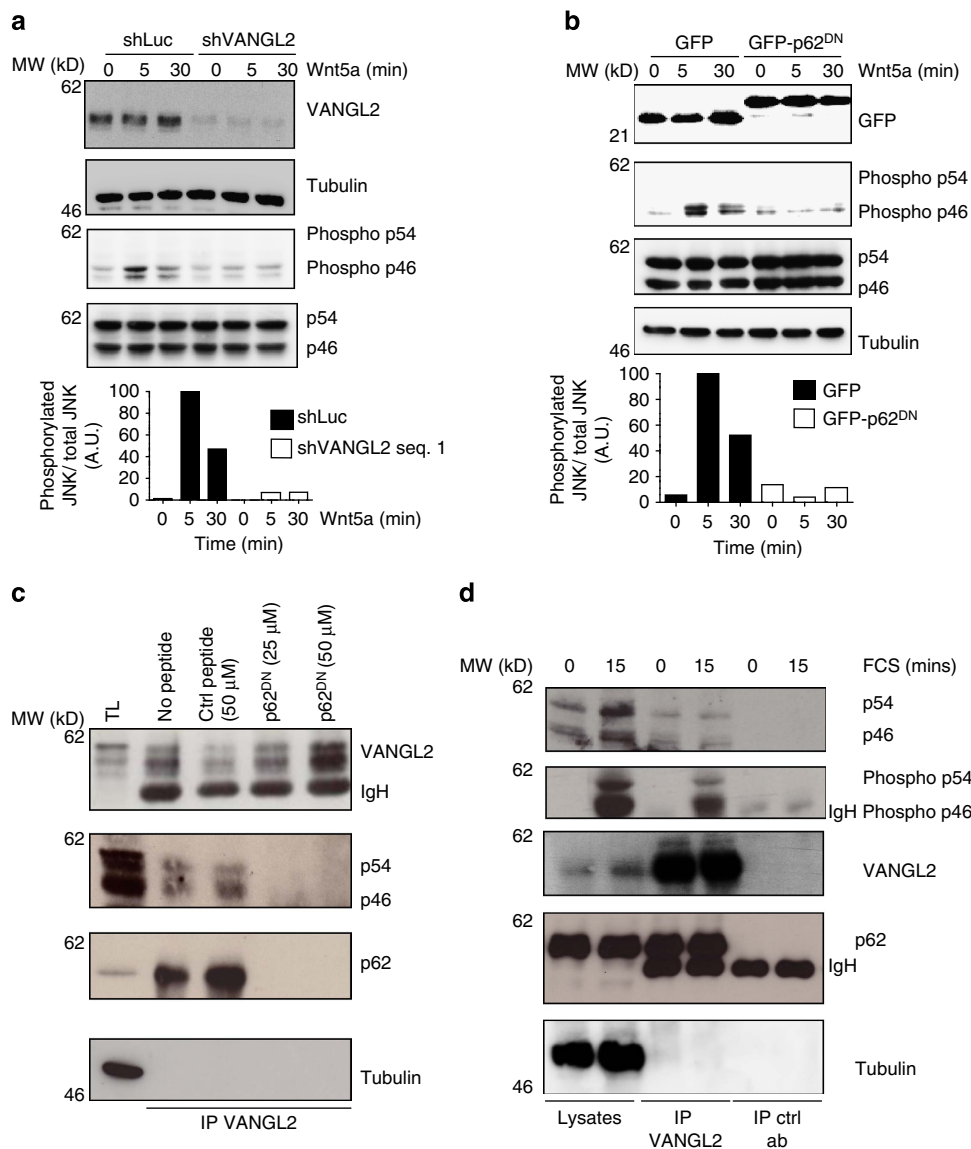 a
shLuc shVANGL2
MW (kD) 0 5 30 0 5 30 Wnt5a (min)
62
VANGL2
Tubulin
46
62
Phospho p54
Phospho p46
62
p54
p46
Phosphorylated
JNK/ total JNK
(A.U.)
100
80
60
40
20
0
shLuc
shVANGL2 seq. 1
0 5 30 0 5 30 Wnt5a (min)
Time (min)
b
GFP GFP-p62DN
MW (kD) 0 5 30 0 5 30 Wnt5a (min)
GFP
21
62
Phospho p54
Phospho p46
62
p54
p46
Tubulin
46
Phosphorylated
JNK/ total JNK
(A.U.)
100
80
60
40
20
0
GFP
GFP-p62DN
0 5 30 0 5 30
Time (min)
c
MW (kD)
TL
No peptide
Ctrl peptide
(50 μM)
p62DN (25 μM)
p62DN (50 μM)
62
VANGL2
IgH
62
p54
p46
62
p62
Tubulin
46
IP VANGL2
d
MW (kD) 0 15 0 15 0 15 FCS (mins)
62
p54
p46
62
Phospho p54
IgH Phospho p46
62
VANGL2
62
p62
IgH
Tubulin
46
Lysates
IP
VANGL2
IP ctrl
ab